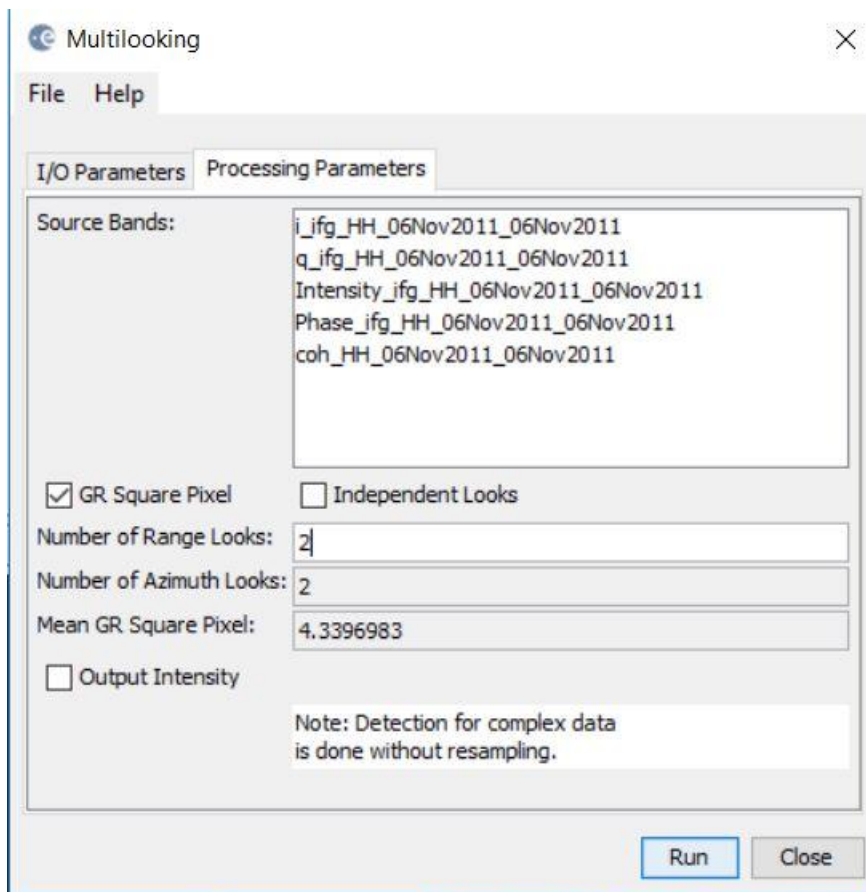 Multilooking
File Help
I/O Parameters Processing Parameters
Source Bands:
i_ifg_HH_06Nov2011_06Nov2011
q_ifg_HH_06Nov2011_06Nov2011
Intensity_ifg_HH_06Nov2011_06Nov2011
Phase_ifg_HH_06Nov2011_06Nov2011
coh_HH_06Nov2011_06Nov2011
GR Square Pixel Independent Looks
Number of Range Looks: 2
Number of Azimuth Looks: 2
Mean GR Square Pixel: 4.3396983
Output Intensity
Note: Detection for complex data
is done without resampling.
Run Close